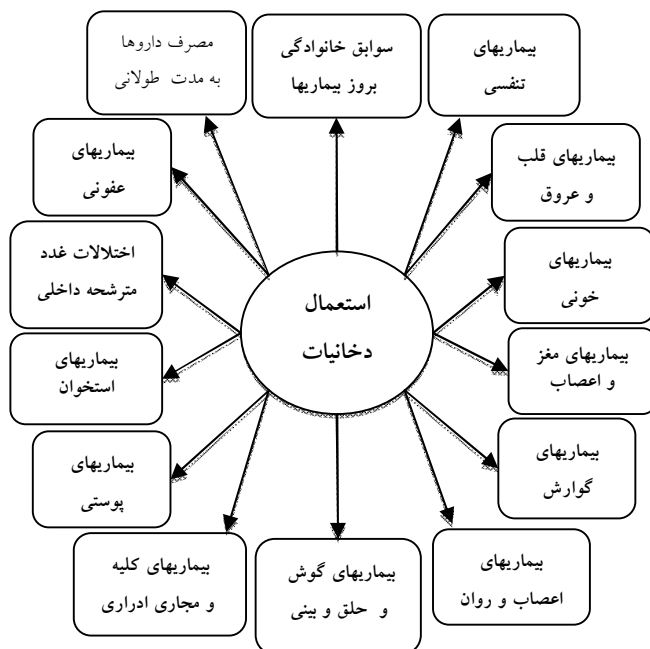 بیماریهای
تنفسی
سوابق خانوادگی
بروز بیماریها
مصرف داروها
به مدت طولانی
بیماریهای قلب
و عروق
بیماریهای
عفونی
بیماریهای
خونی
اختلالات غدد
مترشحه داخلی
استعمال
دخانیات
بیماریهای مغز
و اعصاب
بیماریهای
استخوان
بیماریهای
گوارش
بیماریهای
پوستی
بیماریهای
اعصاب و روان
بیماریهای گوش
و حلق و بینی
بیماریهای کلیه
و مجاری ادراری